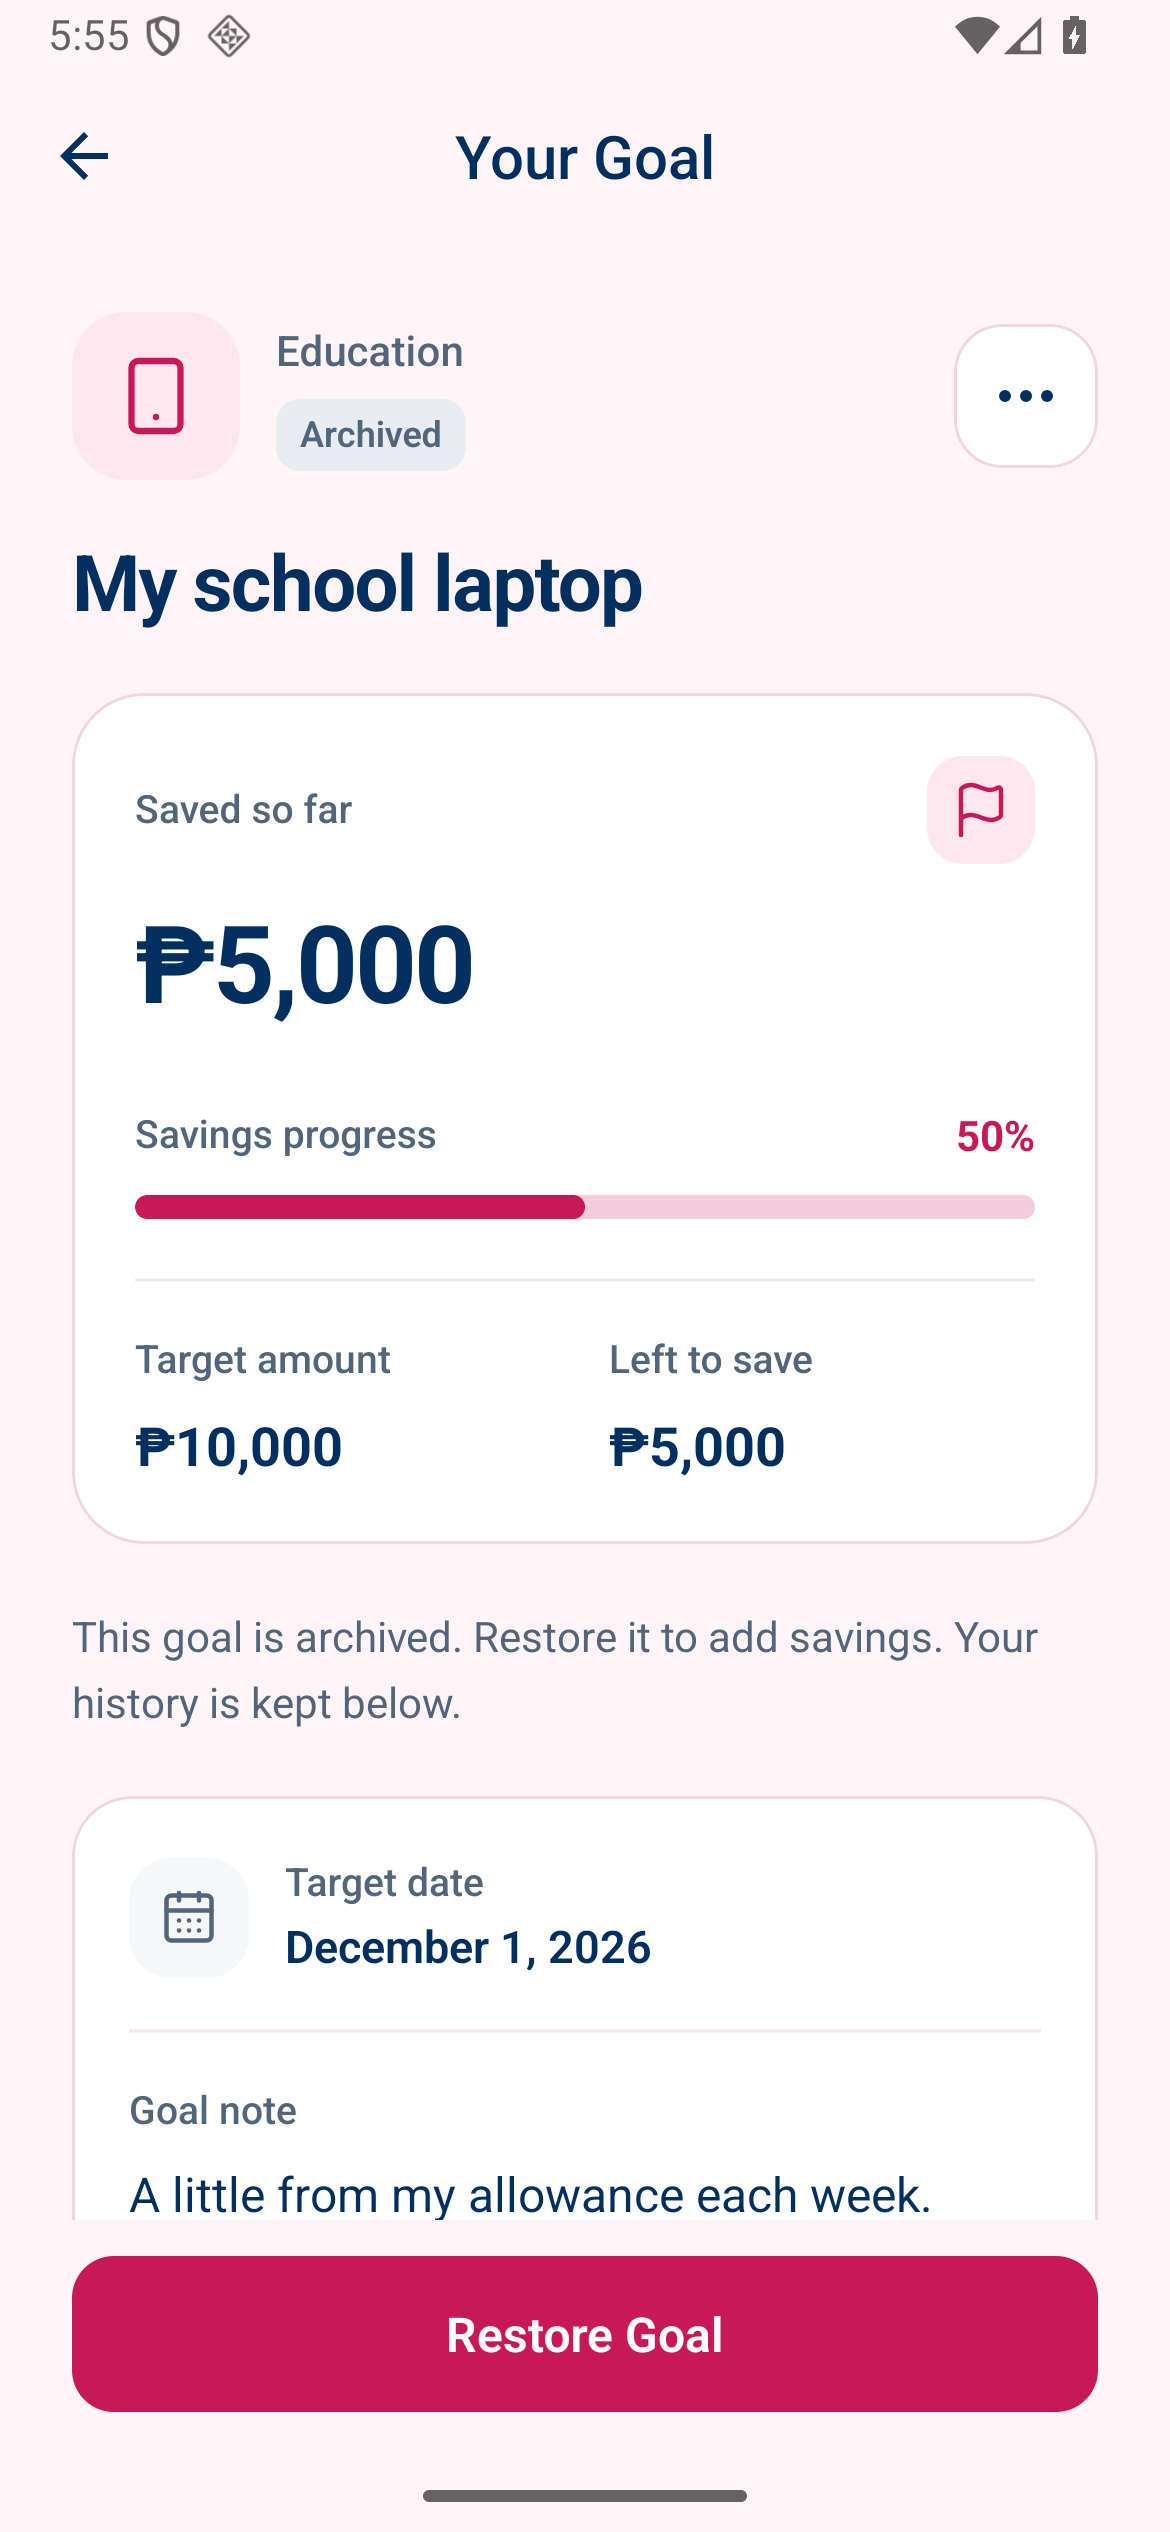 5:55
Your Goal
Education
Archived
My school laptop
Saved so far
₱5,000
Savings progress
50%
Target amount
Left to save
₱10,000
₱5,000
This goal is archived. Restore it to add savings. Your
history is kept below.
Target date
December 1, 2026
Goal note
A little from my allowance each week.
Restore Goal